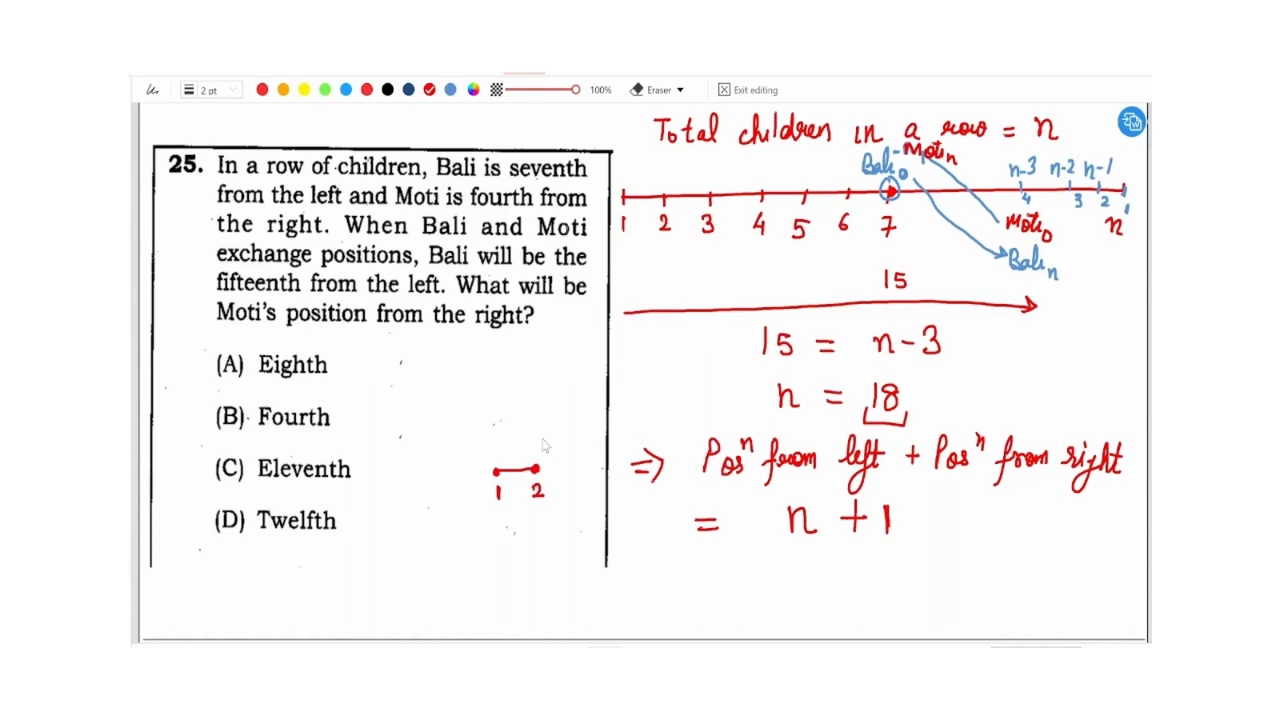 2 pt
100%
Eraser
Exit editing
25. In a row of children, Bali is seventh
from the left and Moti is fourth from
the right. When Bali and Moti
exchange positions, Bali will be the
fifteenth from the left. What will be
Moti's position from the right?
(A) Eighth
(B) Fourth
(C) Eleventh
(D) Twelfth
1 2
Total children in a row = n
Bali₀ Motiₙ
n-3 n-2 n-1
4 3 2 1
1 2 3 4 5 6 7 Moti₀ n
Baliₙ
15
15 = n-3
n = 18
⇒ Posⁿ from left + Posⁿ from right
= n + 1